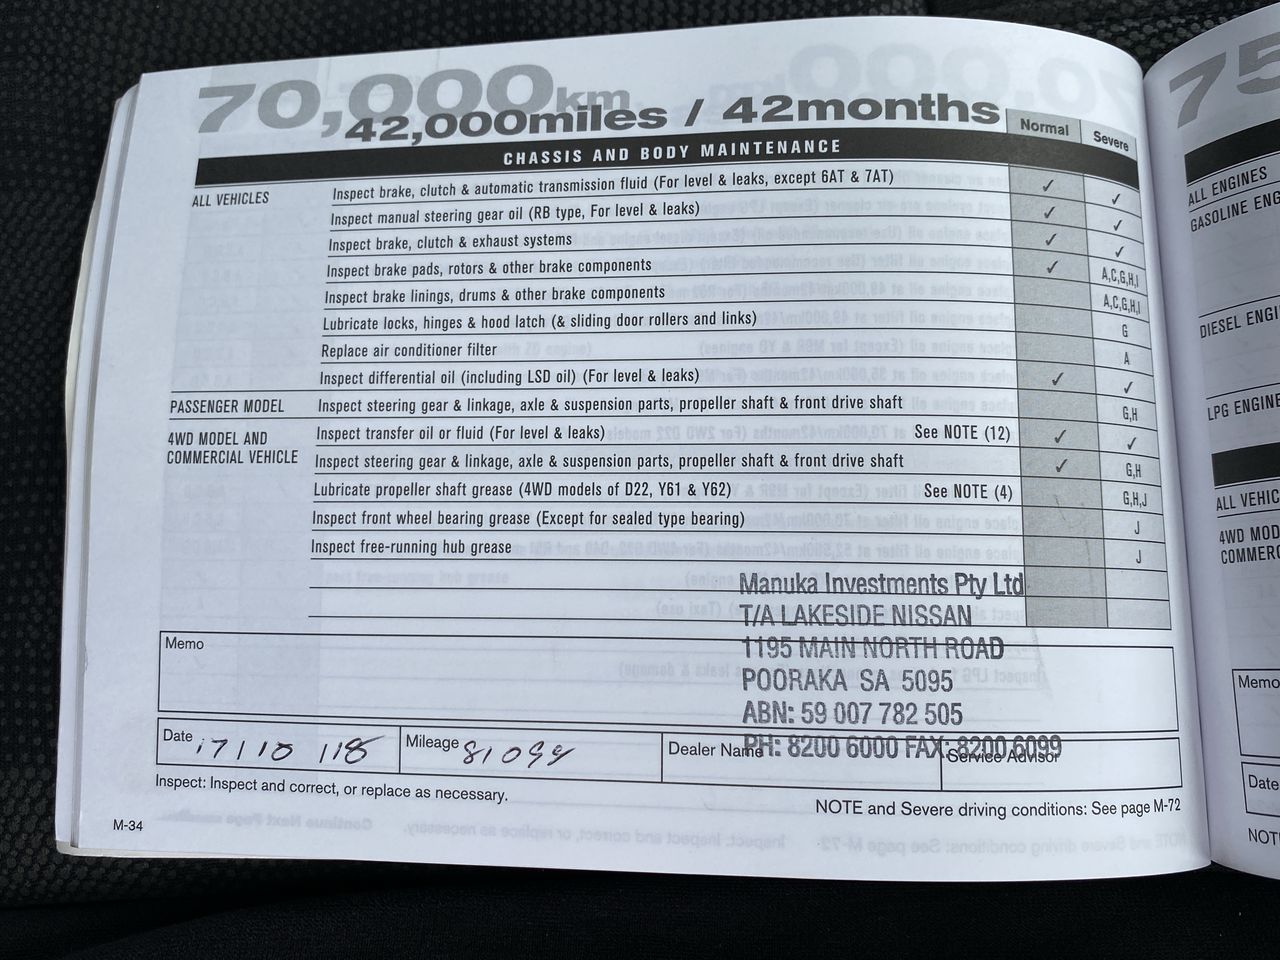 70,000km
42,000miles / 42months
Normal Severe
CHASSIS AND BODY MAINTENANCE
ALL VEHICLES Inspect brake, clutch & automatic transmission fluid (For level & leaks, except 6AT & 7AT) ✓ ✓
Inspect manual steering gear oil (RB type, For level & leaks) ✓ ✓
Inspect brake, clutch & exhaust systems ✓ ✓
Inspect brake pads, rotors & other brake components ✓ A,C,G,H,I
Inspect brake linings, drums & other brake components A,C,G,H,I
Lubricate locks, hinges & hood latch (& sliding door rollers and links) G
Replace air conditioner filter A
Inspect differential oil (including LSD oil) (For level & leaks) ✓ ✓
PASSENGER MODEL Inspect steering gear & linkage, axle & suspension parts, propeller shaft & front drive shaft G,H
4WD MODEL AND Inspect transfer oil or fluid (For level & leaks) See NOTE (12) ✓ ✓
COMMERCIAL VEHICLE Inspect steering gear & linkage, axle & suspension parts, propeller shaft & front drive shaft ✓ G,H
Lubricate propeller shaft grease (4WD models of D22, Y61 & Y62) See NOTE (4) G,H,J
Inspect front wheel bearing grease (Except for sealed type bearing) J
Inspect free-running hub grease J
Manuka Investments Pty Ltd
T/A LAKESIDE NISSAN
1195 MAIN NORTH ROAD
POORAKA SA 5095
ABN: 59 007 782 505
PH: 8200 6000 FAX: 8200 6099
Memo
Date 17/10/18 Mileage 81099 Dealer Name Service Advisor
Inspect: Inspect and correct, or replace as necessary.
NOTE and Severe driving conditions: See page M-72
M-34
75
ALL ENGINES
GASOLINE ENG
DIESEL ENGI
LPG ENGINE
ALL VEHIC
4WD MOD
COMMERC
Memo
Date
NOT